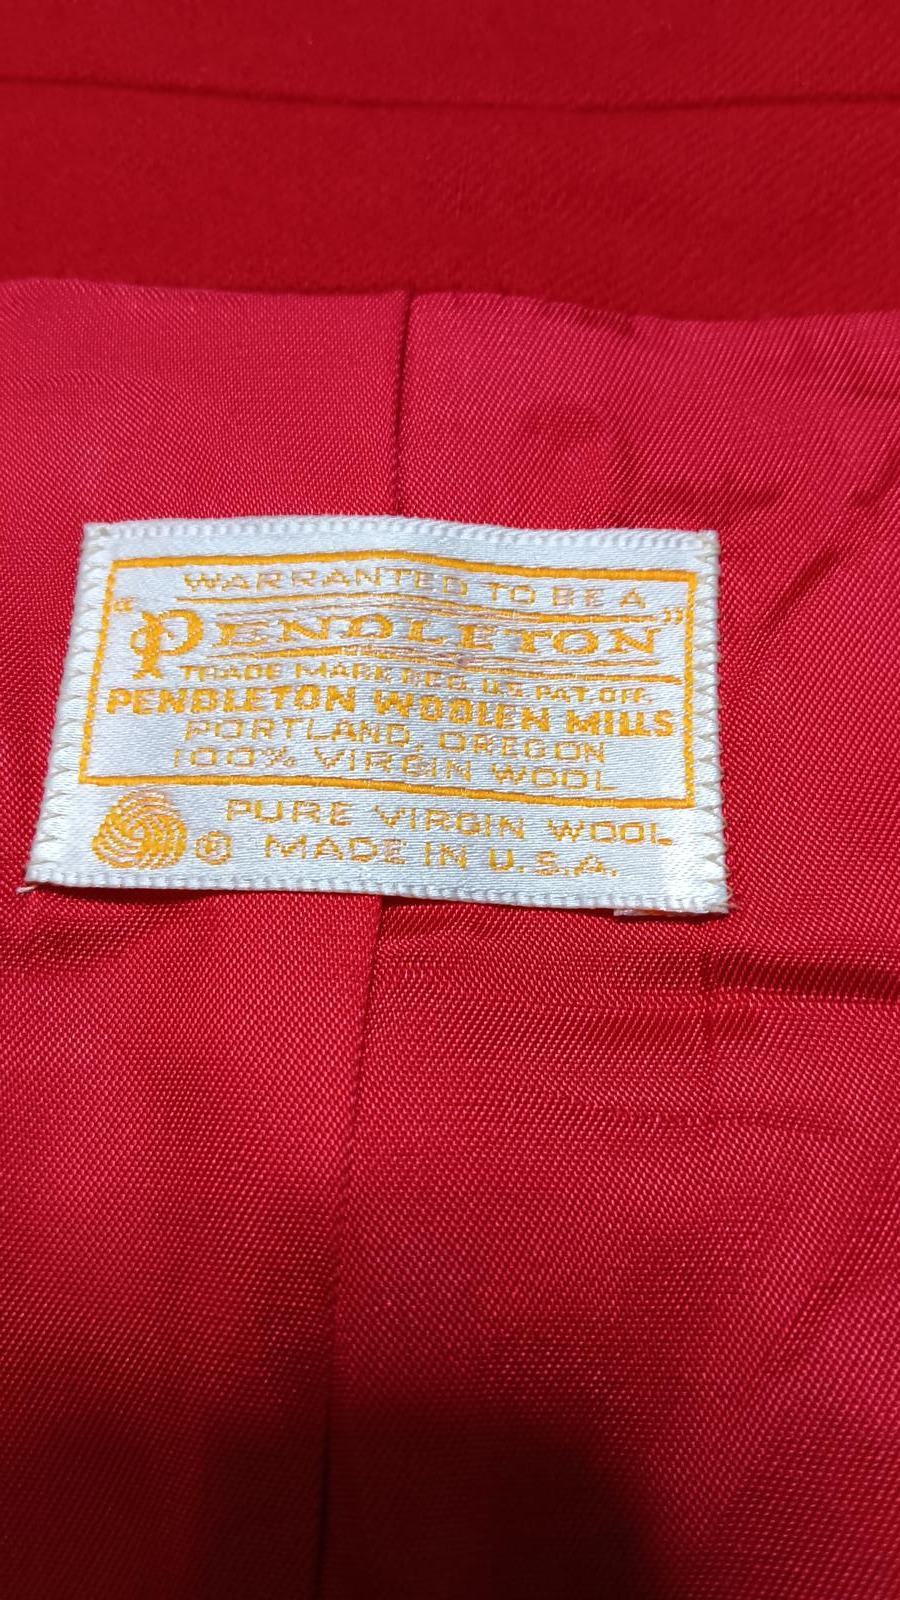 WARRANTED TO BE A
"PENDLETON"
TRADE MARK REG. U.S. PAT. OFF.
PENDLETON WOOLEN MILLS
PORTLAND, OREGON
100% VIRGIN WOOL
PURE VIRGIN WOOL
® MADE IN U.S.A.